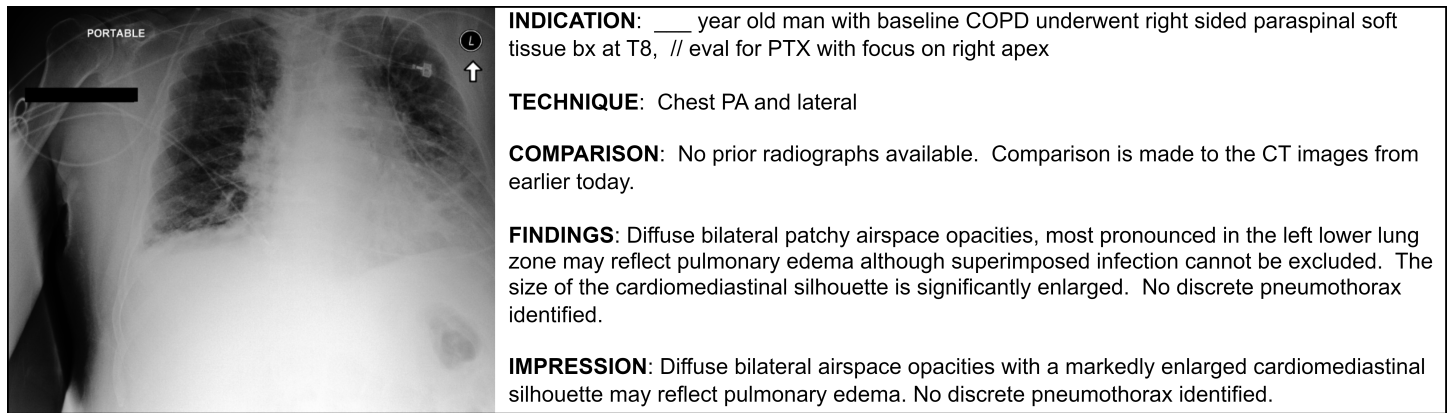 PORTABLE
L
INDICATION: ___ year old man with baseline COPD underwent right sided paraspinal soft
tissue bx at T8, // eval for PTX with focus on right apex
TECHNIQUE: Chest PA and lateral
COMPARISON: No prior radiographs available. Comparison is made to the CT images from
earlier today.
FINDINGS: Diffuse bilateral patchy airspace opacities, most pronounced in the left lower lung
zone may reflect pulmonary edema although superimposed infection cannot be excluded. The
size of the cardiomediastinal silhouette is significantly enlarged. No discrete pneumothorax
identified.
IMPRESSION: Diffuse bilateral airspace opacities with a markedly enlarged cardiomediastinal
silhouette may reflect pulmonary edema. No discrete pneumothorax identified.